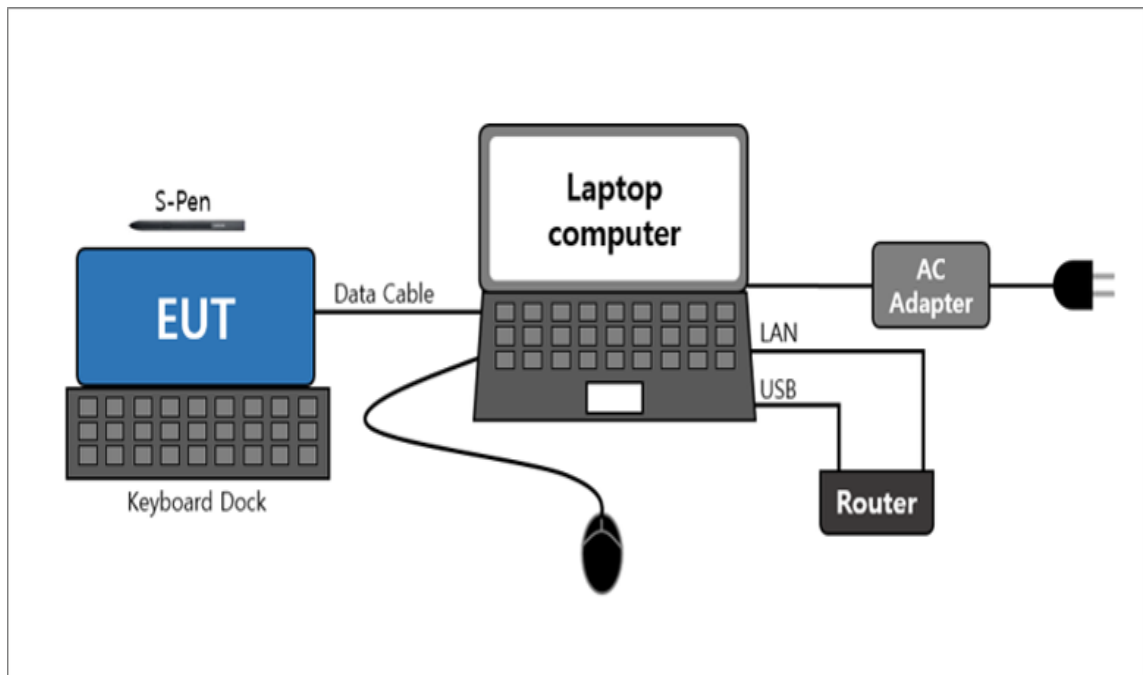 S-Pen
EUT
Data Cable
Keyboard Dock
Laptop
computer
AC
Adapter
LAN
USB
Router